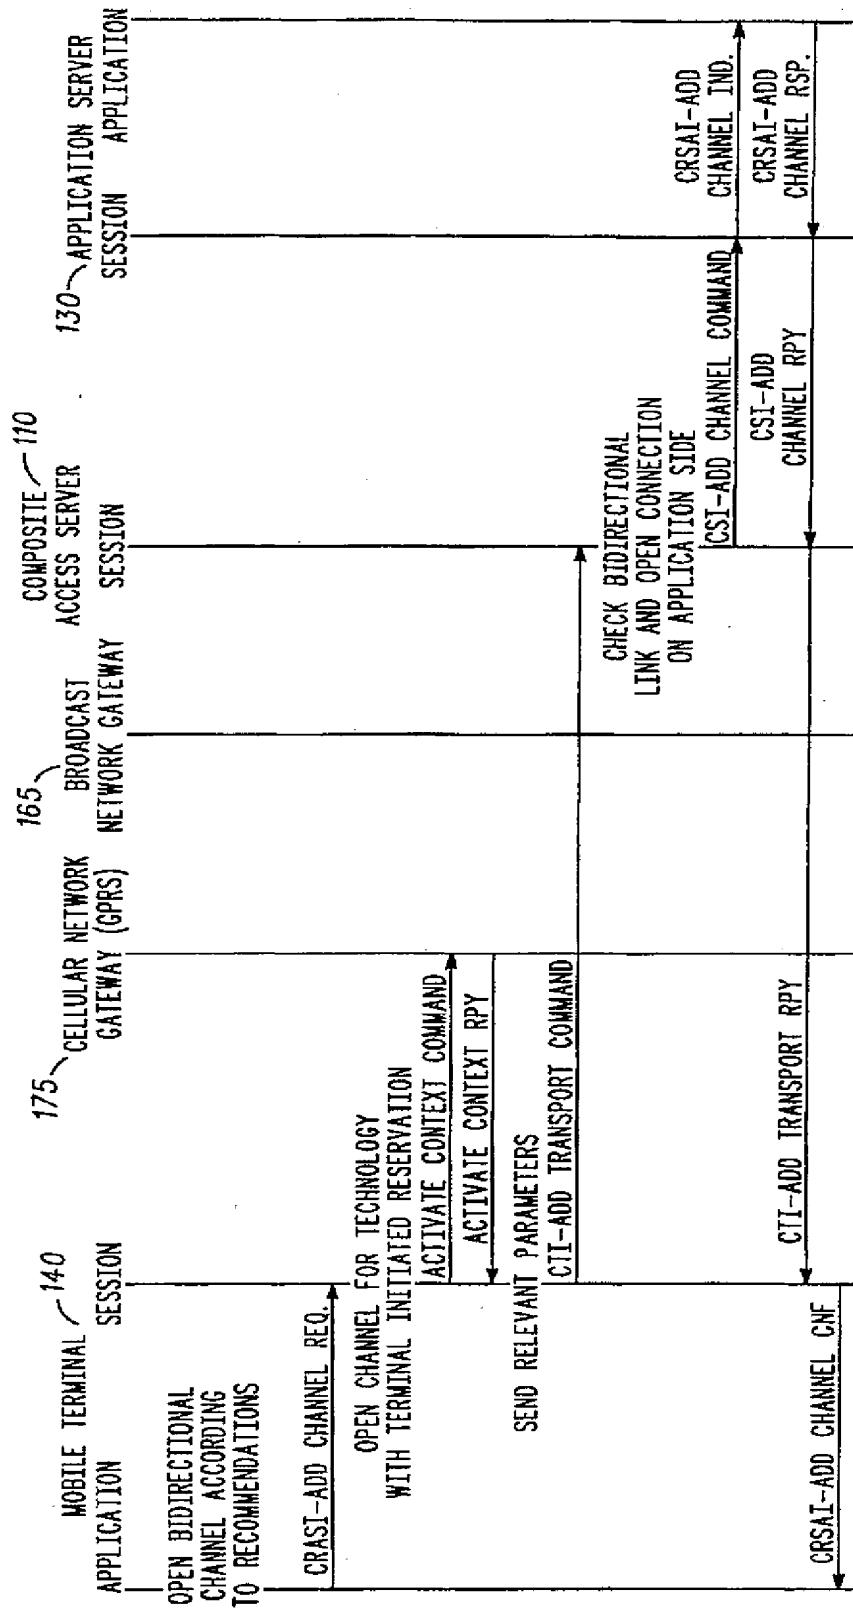 MOBILE TERMINAL 140
APPLICATION
SESSION
175
CELLULAR NETWORK
GATEWAY (GPRS)
165
BROADCAST
NETWORK GATEWAY
COMPOSITE 110
ACCESS SERVER
SESSION
130 APPLICATION SERVER
SESSION
APPLICATION
OPEN BIDIRECTIONAL
CHANNEL ACCORDING
TO RECOMMENDATIONS
CRASI-ADD CHANNEL REQ.
OPEN CHANNEL FOR TECHNOLOGY
WITH TERMINAL INITIATED RESERVATION
ACTIVATE CONTEXT COMMAND
ACTIVATE CONTEXT RPY
SEND RELEVANT PARAMETERS
CTI-ADD TRANSPORT COMMAND
CHECK BIDIRECTIONAL
LINK AND OPEN CONNECTION
ON APPLICATION SIDE
CSI-ADD CHANNEL COMMAND
CRSAI-ADD
CHANNEL IND.
CRSAI-ADD
CHANNEL RSP.
CSI-ADD
CHANNEL RPY
CTI-ADD TRANSPORT RPY
CRSAI-ADD CHANNEL CNF